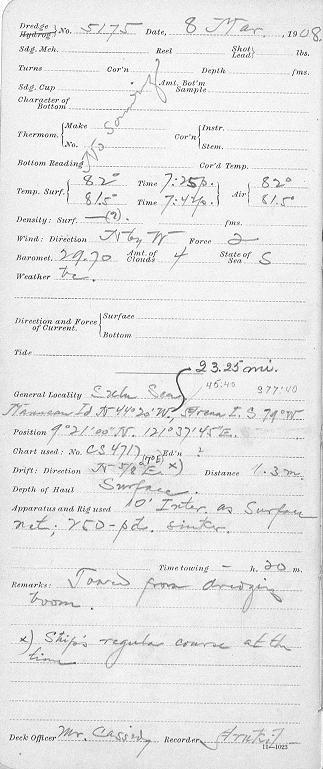 Dredge
Hydrog } No. 5175 Date, 8 Mar., 1908.
Sdg. Mch. Reel Shot Lead } lbs.
Turns Cor'n Depth fms.
Sdg. Cup Amt. Bot'm Sample
Character of Bottom
No Sounding
Thermom. { Make No. Cor'n { Instr. Stem.
Bottom Reading Cor'd Temp.
Temp. Surf. { 82° Time 7:25 p. Air { 82°
81.5° Time 7:44 p. 81.5°
Density: Surf. — (?) fms.
Wind: Direction N by W Force 2
Baromet. 29.70 Amt. of Clouds 4 State of Sea S
Weather bc.
Direction and Force of Current. { Surface
Bottom
Tide
23.25 mi.
General Locality Sulu Sea 45.40 377'40
Id. N 44° 20' W. Arena I. S 79° W
Position 9° 21' 00" N. 121° 37' 45" E.
Chart used: No. CS 4717 Ed'n ?
Drift: Direction N 5/8 E. x) Distance 1.3 m.
Depth of Haul Surface.
Apparatus and Rig used 10' Inter. as Surface
net; 250-pd. sinker.
Time towing — h. 20 m.
Remarks: Towed from dredging
boom.
x) Ship's regular course at the
time
Deck Officer Mr. Cassidy Recorder
11—1023